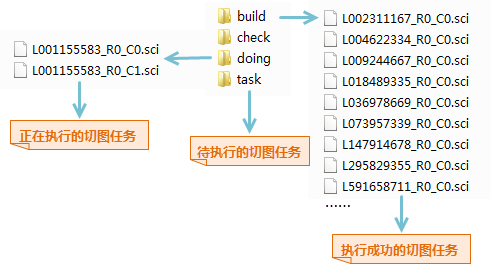 L001155583_R0_C0.sci
L001155583_R0_C1.sci
正在执行的切图任务
build
check
doing
task
待执行的切图任务
L002311167_R0_C0.sci
L004622334_R0_C0.sci
L009244667_R0_C0.sci
L018489335_R0_C0.sci
L036978669_R0_C0.sci
L073957339_R0_C0.sci
L147914678_R0_C0.sci
L295829355_R0_C0.sci
L591658711_R0_C0.sci
……
执行成功的切图任务